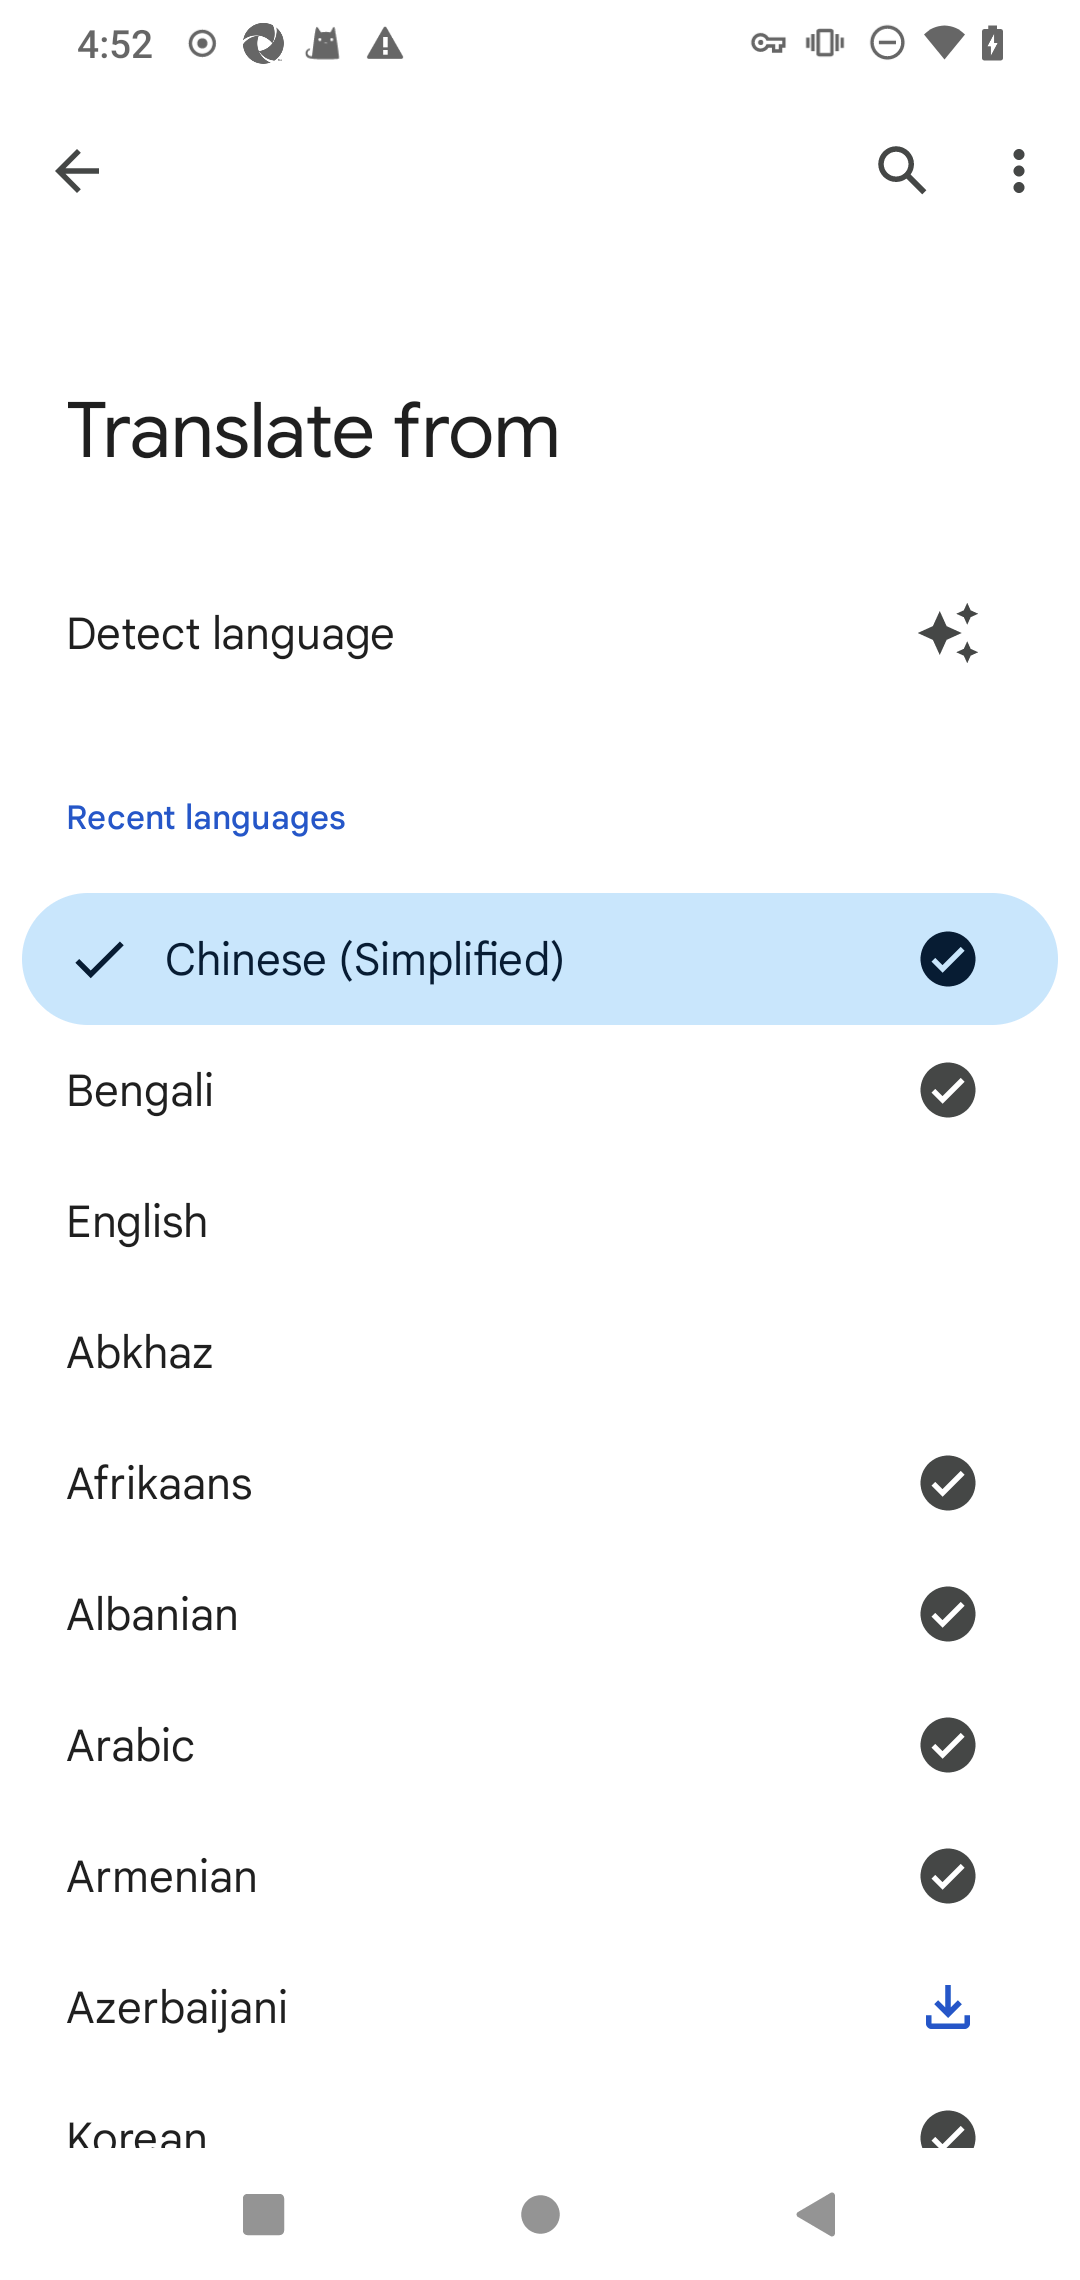 4:52
Translate from
Detect language
Recent languages
Chinese (Simplified)
Bengali
English
Abkhaz
Afrikaans
Albanian
Arabic
Armenian
Azerbaijani
Korean